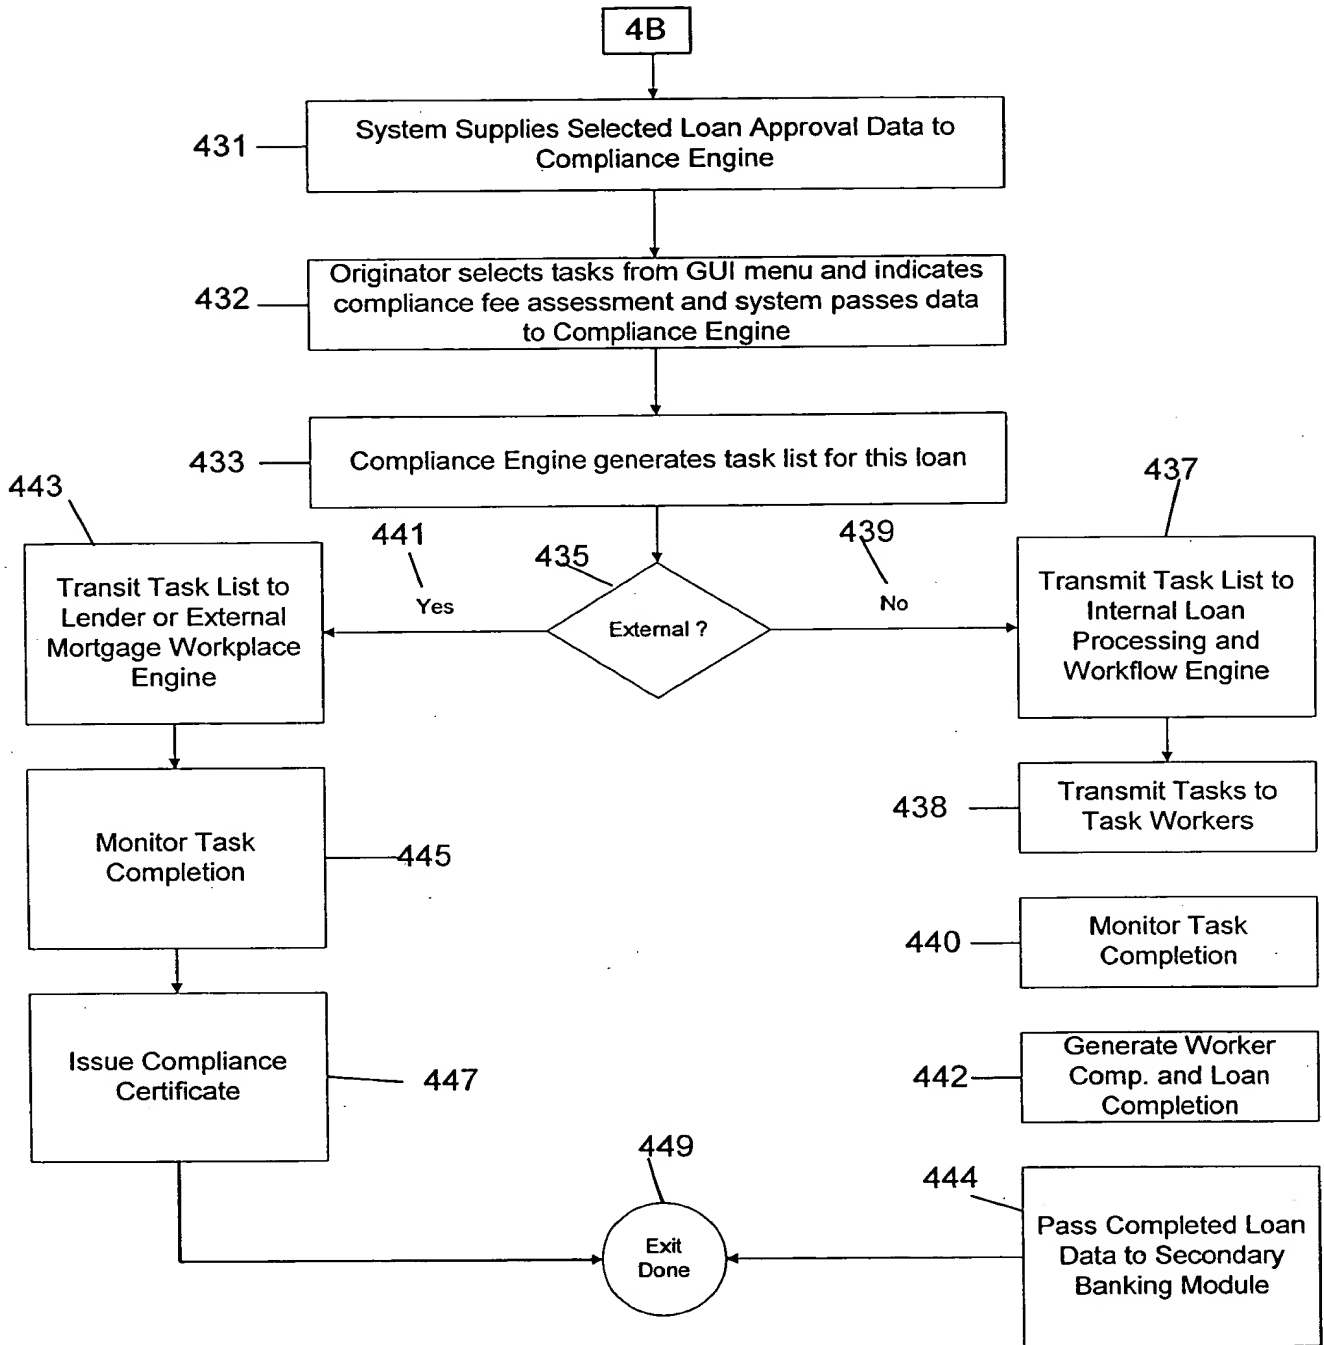 4B
431
System Supplies Selected Loan Approval Data to
Compliance Engine
432
Originator selects tasks from GUI menu and indicates
compliance fee assessment and system passes data
to Compliance Engine
433
Compliance Engine generates task list for this loan
443
441
435
439
437
Transit Task List to
Lender or External
Mortgage Workplace
Engine
Yes
External ?
No
Transmit Task List to
Internal Loan
Processing and
Workflow Engine
Monitor Task
Completion
445
438
Transmit Tasks to
Task Workers
440
Monitor Task
Completion
Issue Compliance
Certificate
447
442
Generate Worker
Comp. and Loan
Completion
449
Exit
Done
444
Pass Completed Loan
Data to Secondary
Banking Module